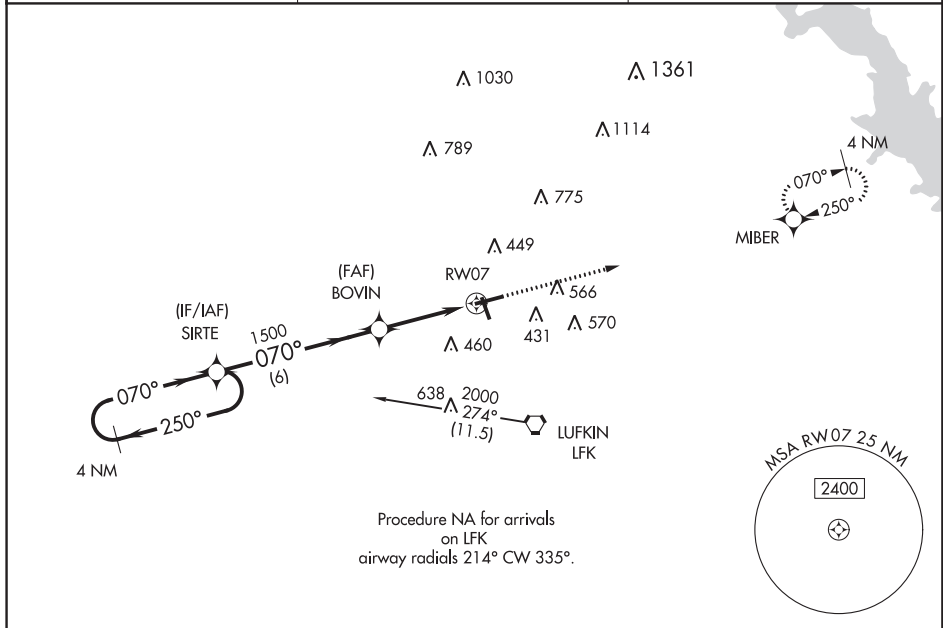 1030
1361
1114
789
4 NM
070°
250°
775
MIBER
449
RW07
(FAF)
BOVIN
566
(IF/IAF)
SIRTE
1500
070°
(6)
460
431
570
070°
250°
4 NM
638
2000
274°
(11.5)
LUFKIN
LFK
MSA RW07 25 NM
2400
Procedure NA for arrivals
on LFK
airway radials 214° CW 335°.